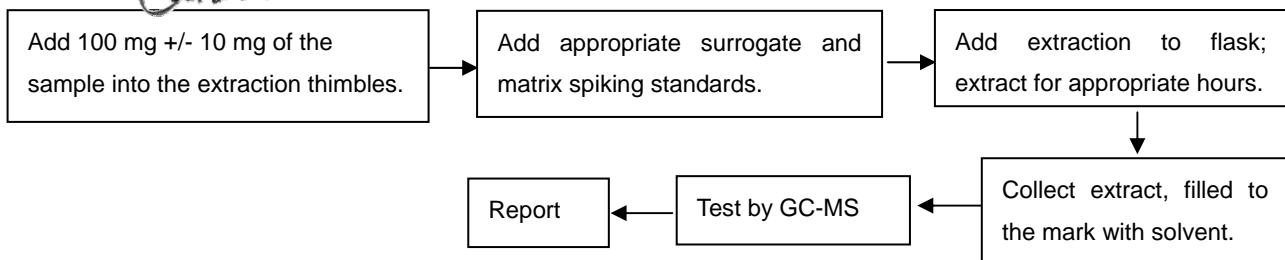 Add 100 mg +/- 10 mg of the
sample into the extraction thimbles.
Add appropriate surrogate and
matrix spiking standards.
Add extraction to flask;
extract for appropriate hours.
Collect extract, filled to
the mark with solvent.
Test by GC-MS
Report